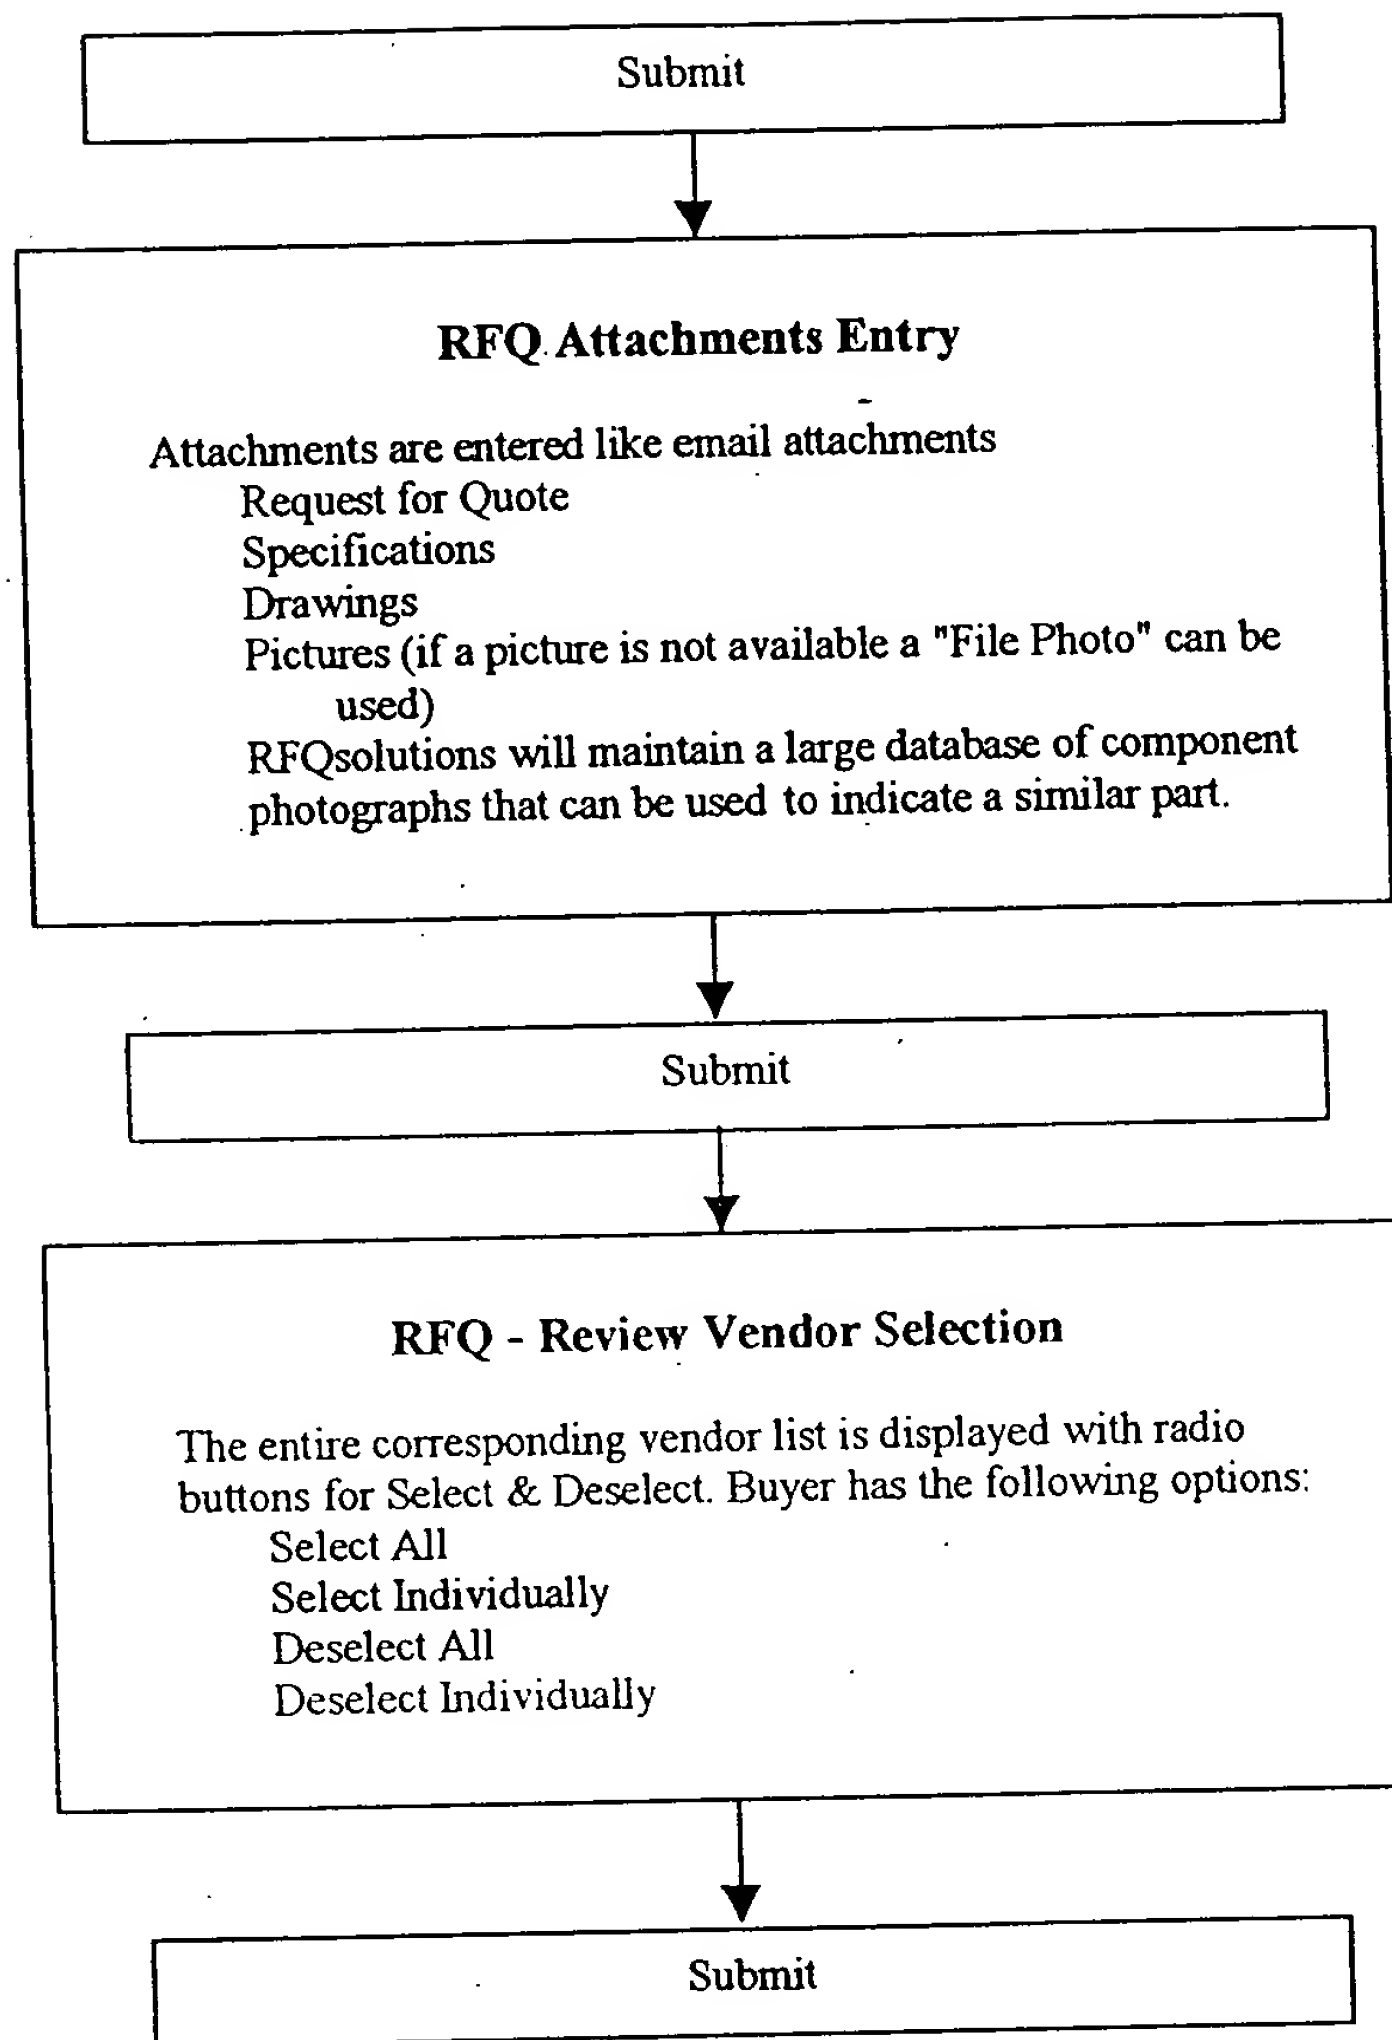 Submit
RFQ Attachments Entry
Attachments are entered like email attachments
Request for Quote
Specifications
Drawings
Pictures (if a picture is not available a "File Photo" can be
used)
RFQsolutions will maintain a large database of component
photographs that can be used to indicate a similar part.
Submit
RFQ - Review Vendor Selection
The entire corresponding vendor list is displayed with radio
buttons for Select & Deselect. Buyer has the following options:
Select All
Select Individually
Deselect All
Deselect Individually
Submit